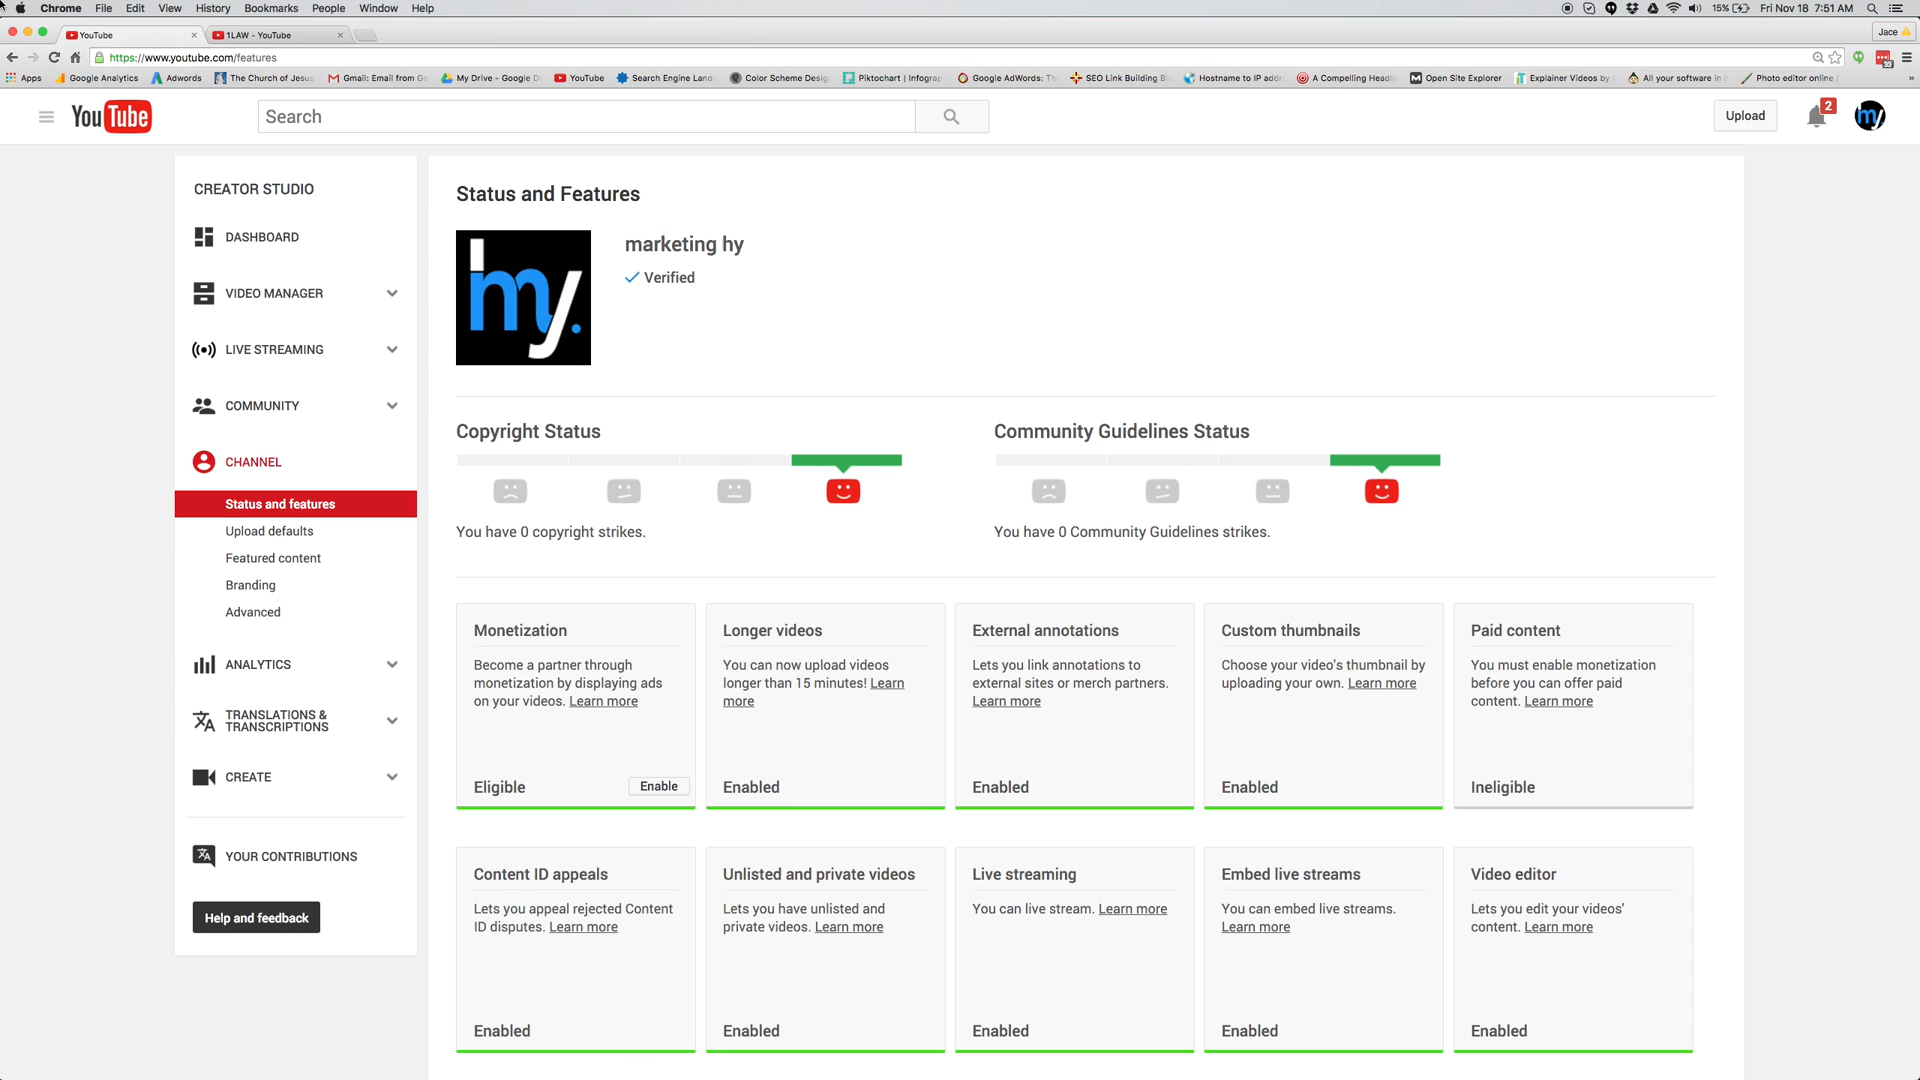 Chrome File Edit View History Bookmarks People Window Help 15% Fri Nov 18 7:51 AM
YouTube 1LAW - YouTube Jace
https://www.youtube.com/features
Apps Google Analytics Adwords The Church of Jesus Gmail: Email from Go My Drive - Google D YouTube Search Engine Land Color Scheme Desig Piktochart | Infograp Google AdWords: Th SEO Link Building Bl Hostname to IP addr A Compelling Headli Open Site Explorer Explainer Videos by All your software in Photo editor online
YouTube Search Upload 2 my
CREATOR STUDIO
DASHBOARD
VIDEO MANAGER
LIVE STREAMING
COMMUNITY
CHANNEL
Status and features
Upload defaults
Featured content
Branding
Advanced
ANALYTICS
TRANSLATIONS &
TRANSCRIPTIONS
CREATE
YOUR CONTRIBUTIONS
Help and feedback
Status and Features
my.
marketing hy
Verified
Copyright Status
You have 0 copyright strikes.
Community Guidelines Status
You have 0 Community Guidelines strikes.
Monetization
Become a partner through
monetization by displaying ads
on your videos. Learn more
Eligible Enable
Longer videos
You can now upload videos
longer than 15 minutes! Learn
more
Enabled
External annotations
Lets you link annotations to
external sites or merch partners.
Learn more
Enabled
Custom thumbnails
Choose your video's thumbnail by
uploading your own. Learn more
Enabled
Paid content
You must enable monetization
before you can offer paid
content. Learn more
Ineligible
Content ID appeals
Lets you appeal rejected Content
ID disputes. Learn more
Enabled
Unlisted and private videos
Lets you have unlisted and
private videos. Learn more
Enabled
Live streaming
You can live stream. Learn more
Enabled
Embed live streams
You can embed live streams.
Learn more
Enabled
Video editor
Lets you edit your videos'
content. Learn more
Enabled